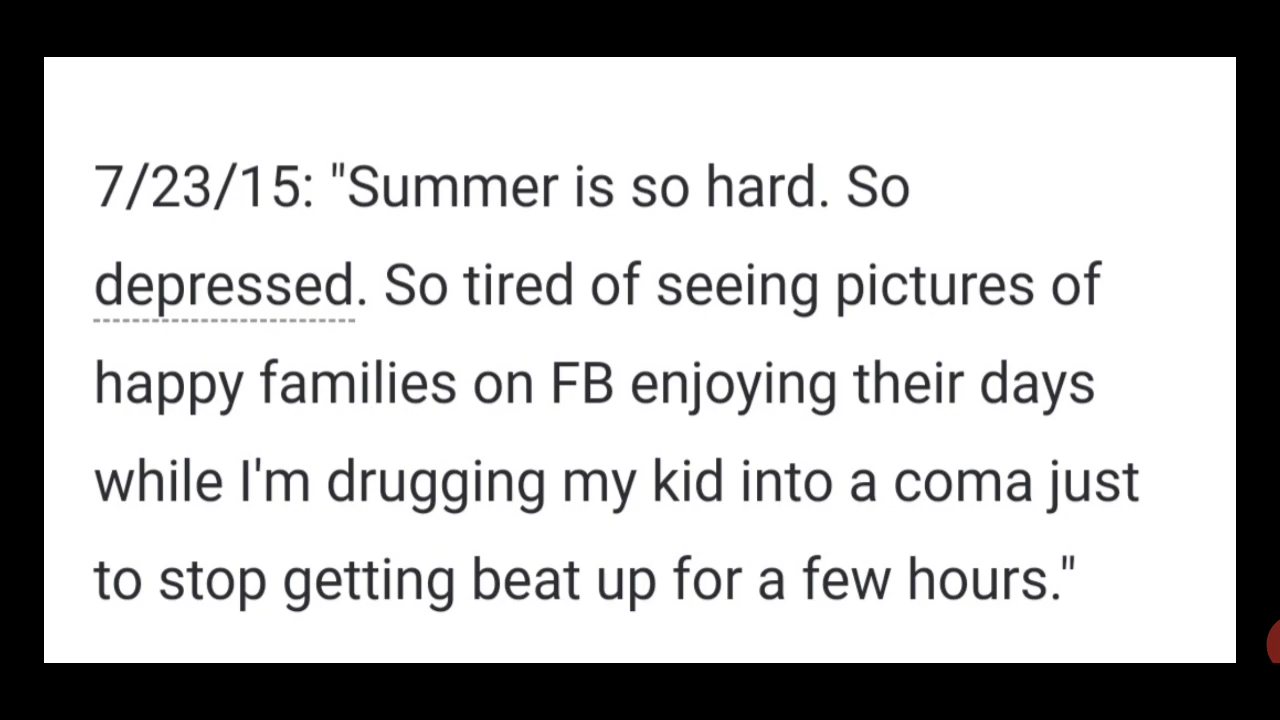 7/23/15: "Summer is so hard. So
depressed. So tired of seeing pictures of
happy families on FB enjoying their days
while I'm drugging my kid into a coma just
to stop getting beat up for a few hours."